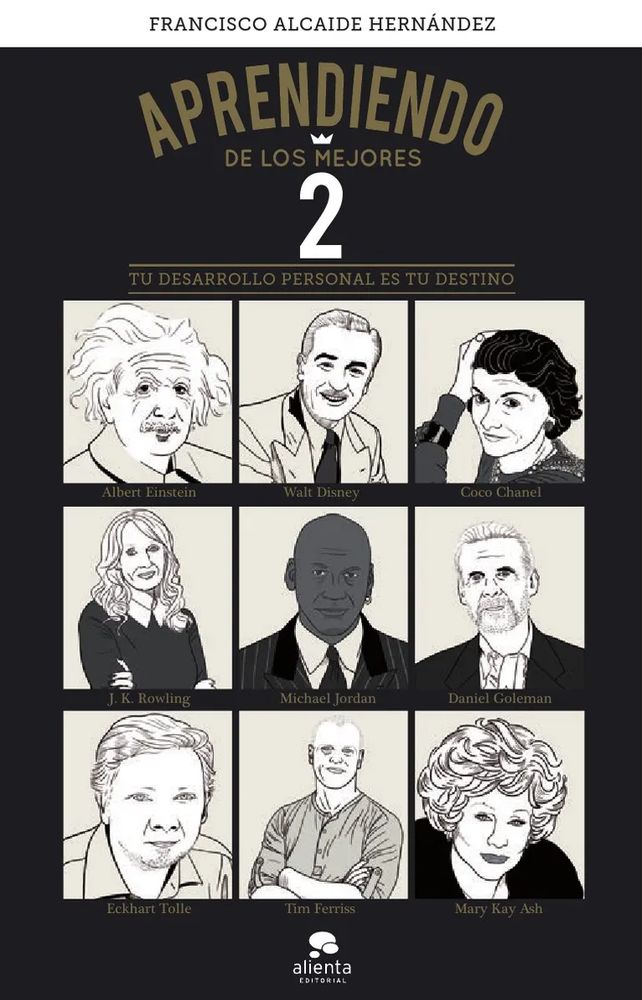 FRANCISCO ALCAIDE HERNÁNDEZ
APRENDIENDO
DE LOS MEJORES
2
TU DESARROLLO PERSONAL ES TU DESTINO
Albert Einstein
Walt Disney
Coco Chanel
J. K. Rowling
Michael Jordan
Daniel Goleman
Eckhart Tolle
Tim Ferriss
Mary Kay Ash
alienta
EDITORIAL